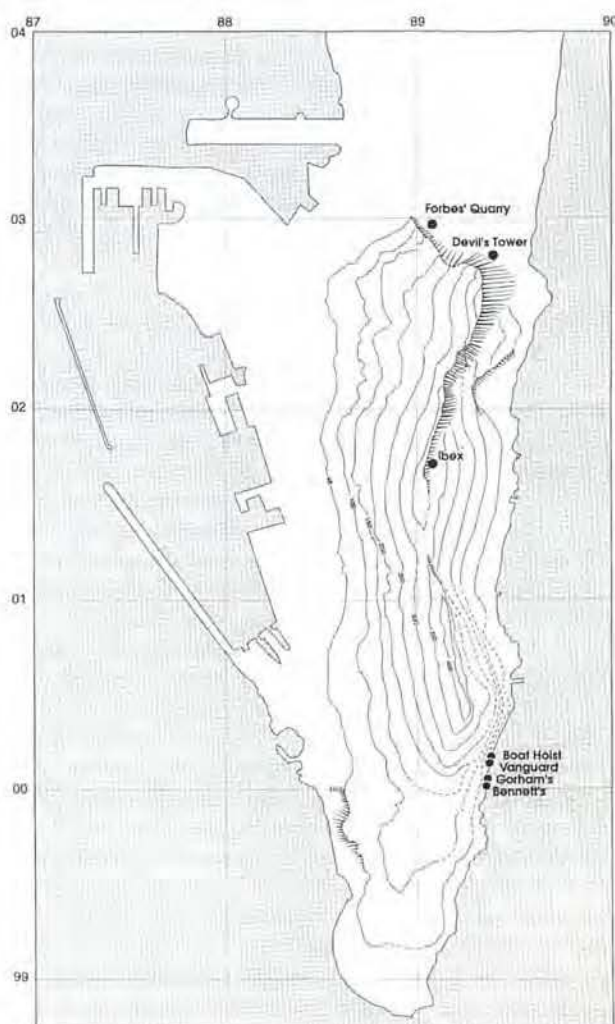 87 88 89 90
04
03
Forbes' Quarry
Devil's Tower
02
Ibex
01
Boat Hoist
Vanguard
Gorham's
00
Bennett's
99